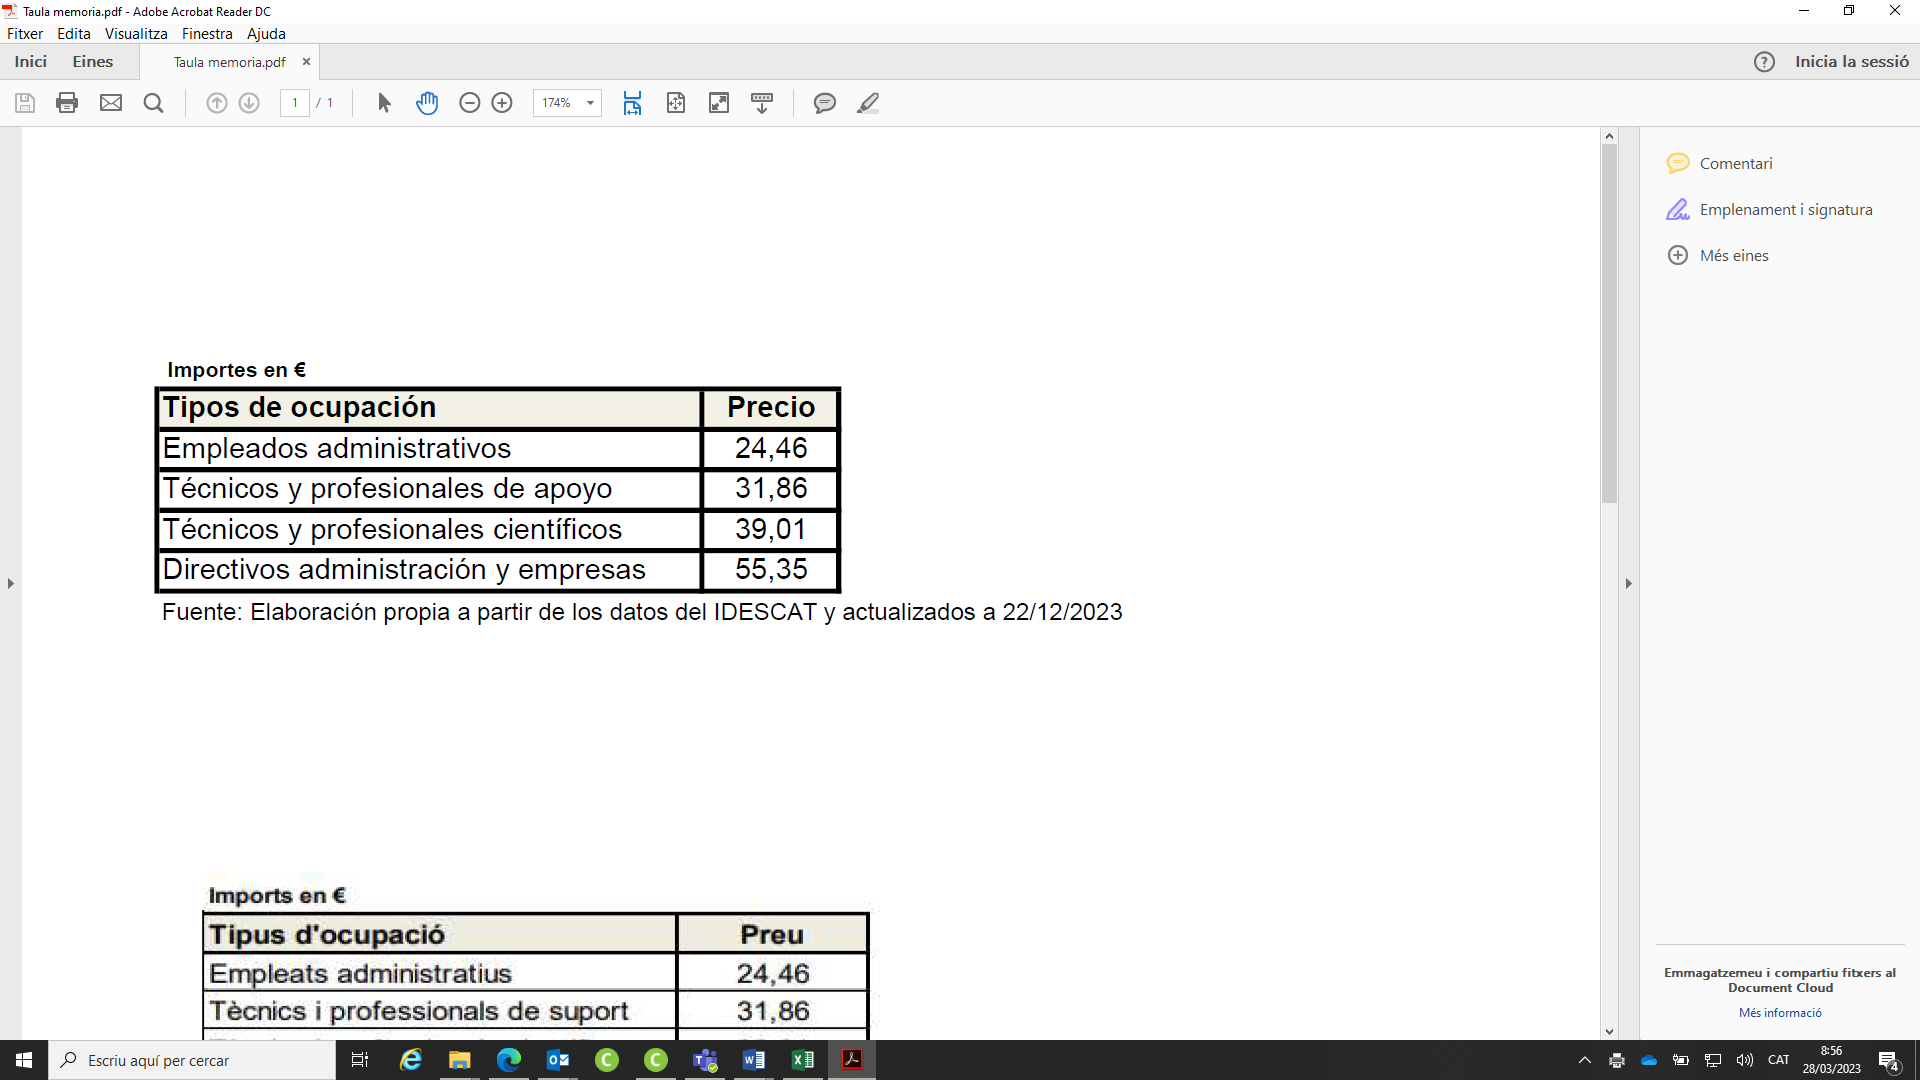 Taula memoria.pdf - Adobe Acrobat Reader DC
Fitxer Edita Visualitza Finestra Ajuda
Inici Eines Taula memoria.pdf × Inicia la sessió
1 / 1 174%
Comentari
Emplenament i signatura
Més eines
Importes en €
Tipos de ocupación Precio
Empleados administrativos 24,46
Técnicos y profesionales de apoyo 31,86
Técnicos y profesionales científicos 39,01
Directivos administración y empresas 55,35
Fuente: Elaboración propia a partir de los datos del IDESCAT y actualizados a 22/12/2023
Imports en €
Tipus d'ocupació Preu
Empleats administratius 24,46
Tècnics i professionals de suport 31,86
Emmagatzemeu i compartiu fitxers al
Document Cloud
Més informació
Escriu aquí per cercar
CAT
8:56
28/03/2023
4